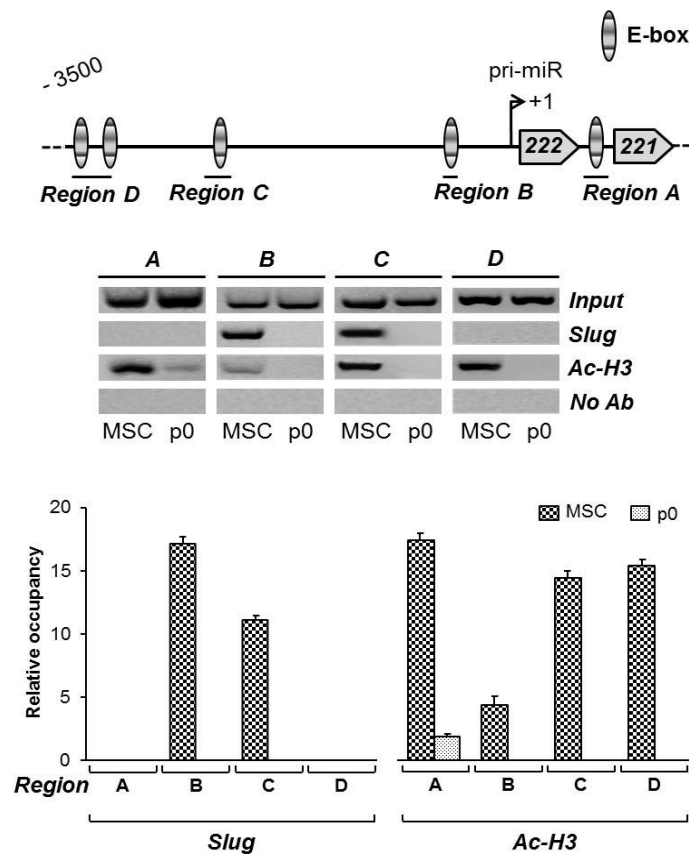 E-box
- 3500
pri-miR
+1
222
221
Region D
Region C
Region B
Region A
A B C D
Input
Slug
Ac-H3
No Ab
MSC p0 MSC p0 MSC p0 MSC p0
20
15
10
5
0
Relative occupancy
MSC p0
Region A B C D A B C D
Slug Ac-H3